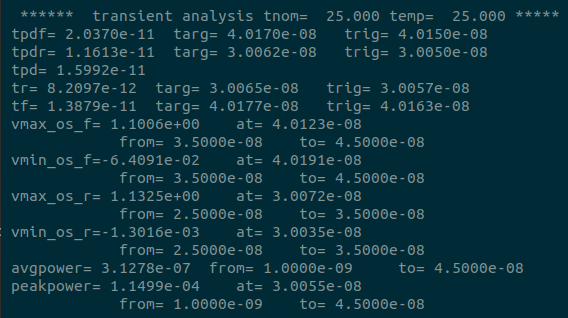 ****** transient analysis tnom= 25.000 temp= 25.000 *****
tpdf= 2.0370e-11 targ= 4.0170e-08 trig= 4.0150e-08
tpdr= 1.1613e-11 targ= 3.0062e-08 trig= 3.0050e-08
tpd= 1.5992e-11
tr= 8.2097e-12 targ= 3.0065e-08 trig= 3.0057e-08
tf= 1.3879e-11 targ= 4.0177e-08 trig= 4.0163e-08
vmax_os_f= 1.1006e+00 at= 4.0123e-08
from= 3.5000e-08 to= 4.5000e-08
vmin_os_f=-6.4091e-02 at= 4.0191e-08
from= 3.5000e-08 to= 4.5000e-08
vmax_os_r= 1.1325e+00 at= 3.0072e-08
from= 2.5000e-08 to= 3.5000e-08
vmin_os_r=-1.3016e-03 at= 3.0035e-08
from= 2.5000e-08 to= 3.5000e-08
avgpower= 3.1278e-07 from= 1.0000e-09 to= 4.5000e-08
peakpower= 1.1499e-04 at= 3.0055e-08
from= 1.0000e-09 to= 4.5000e-08